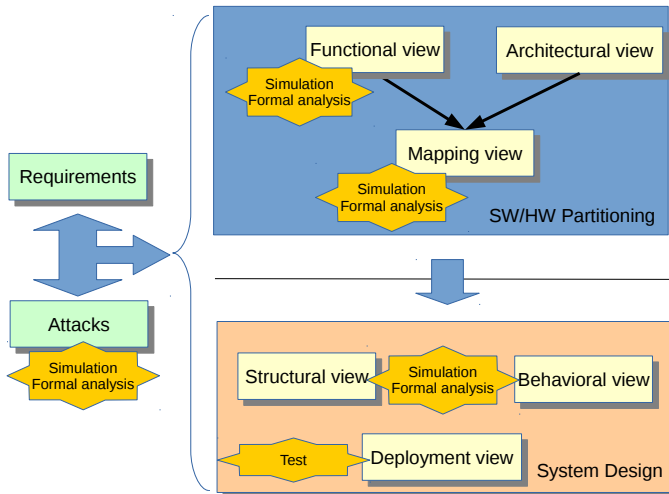 Functional view
Architectural view
Simulation
Formal analysis
Mapping view
Simulation
Formal analysis
SW/HW Partitioning
Requirements
Attacks
Simulation
Formal analysis
Structural view
Simulation
Formal analysis
Behavioral view
Test
Deployment view
System Design